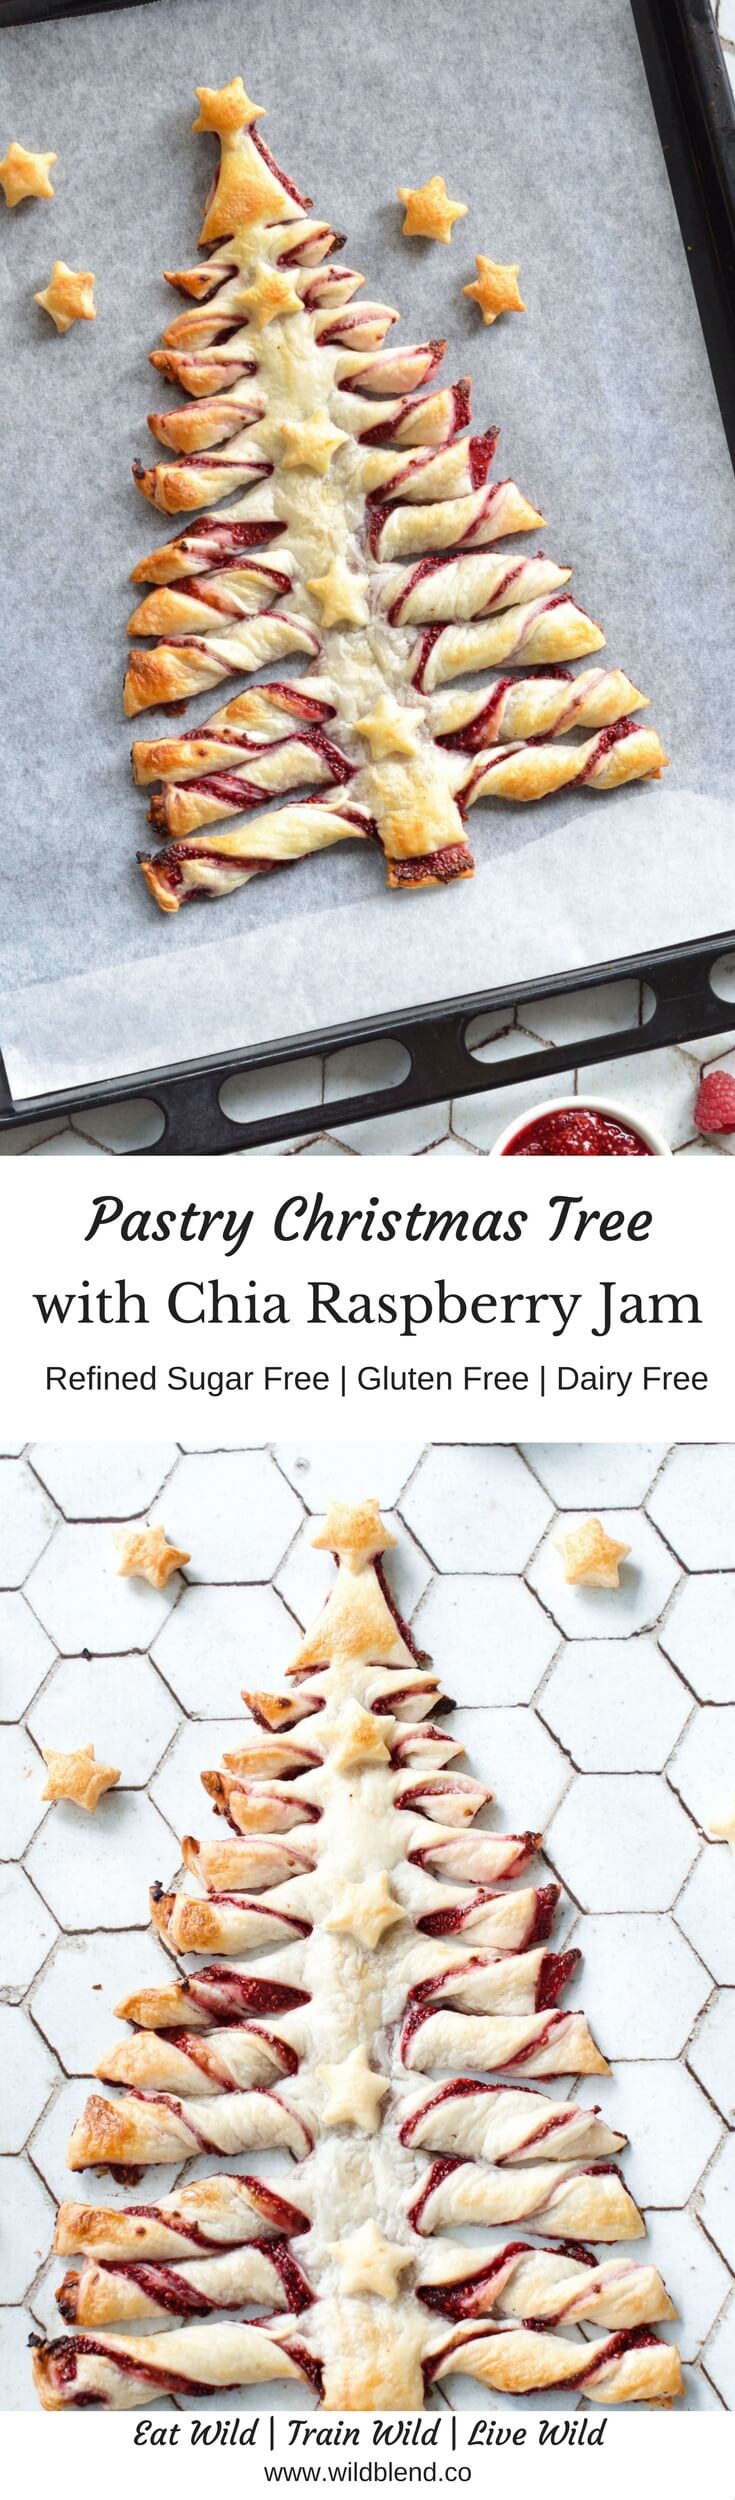 Pastry Christmas Tree
with Chia Raspberry Jam
Refined Sugar Free | Gluten Free | Dairy Free
Eat Wild | Train Wild | Live Wild
www.wildblend.co